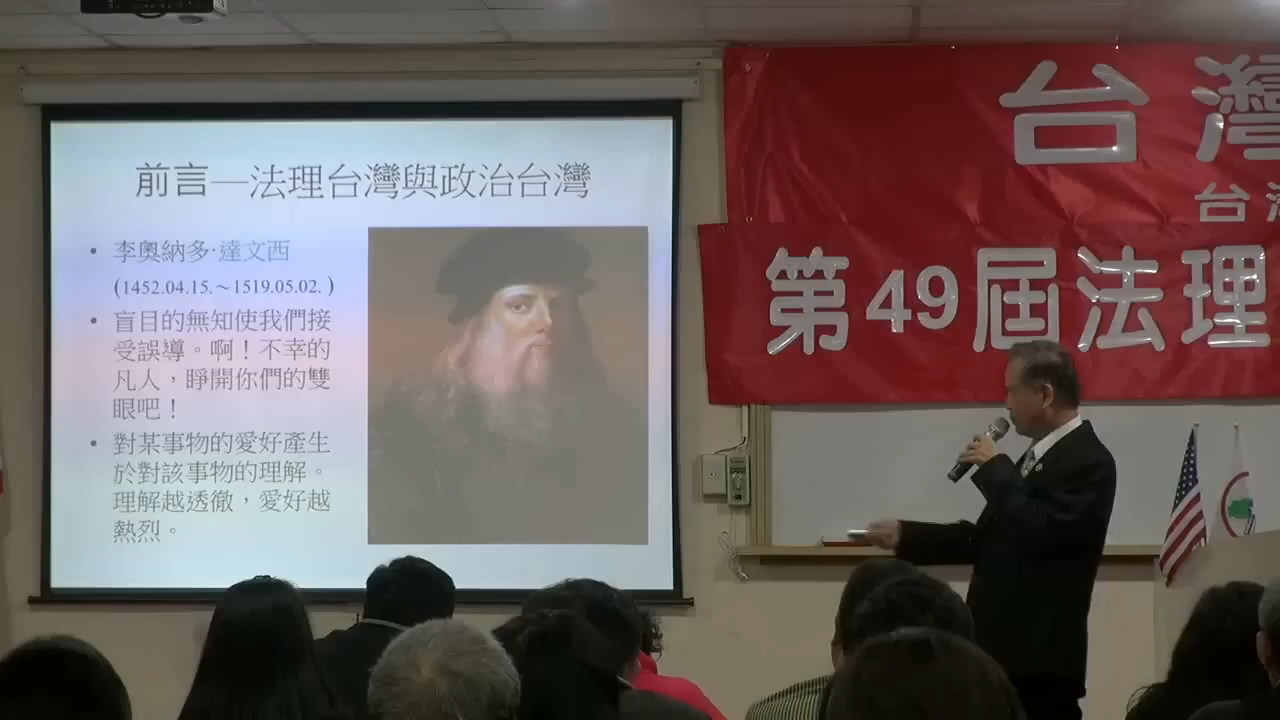 前言—法理台灣與政治台灣
• 李奧納多·達文西
(1452.04.15.～1519.05.02. )
• 盲目的無知使我們接
受誤導。啊！不幸的
凡人，睜開你們的雙
眼吧！
• 對某事物的愛好產生
於對該事物的理解。
理解越透徹，愛好越
熱烈。
台灣
台灣
第49屆法理